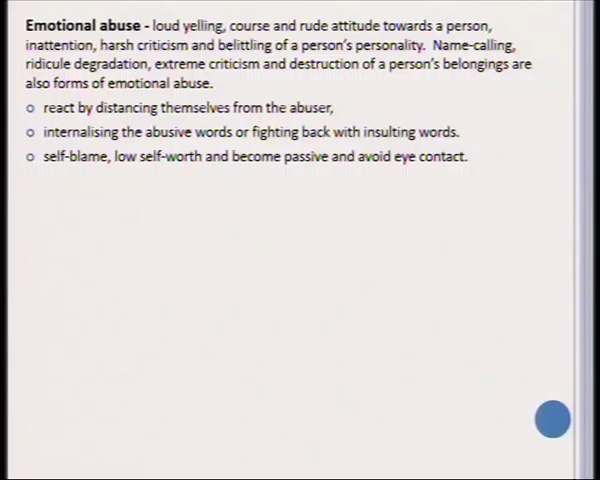 Emotional abuse - loud yelling, course and rude attitude towards a person,
inattention, harsh criticism and belittling of a person's personality.  Name-calling,
ridicule degradation, extreme criticism and destruction of a person's belongings are
also forms of emotional abuse.
react by distancing themselves from the abuser,
internalising the abusive words or fighting back with insulting words.
self-blame, low self-worth and become passive and avoid eye contact.